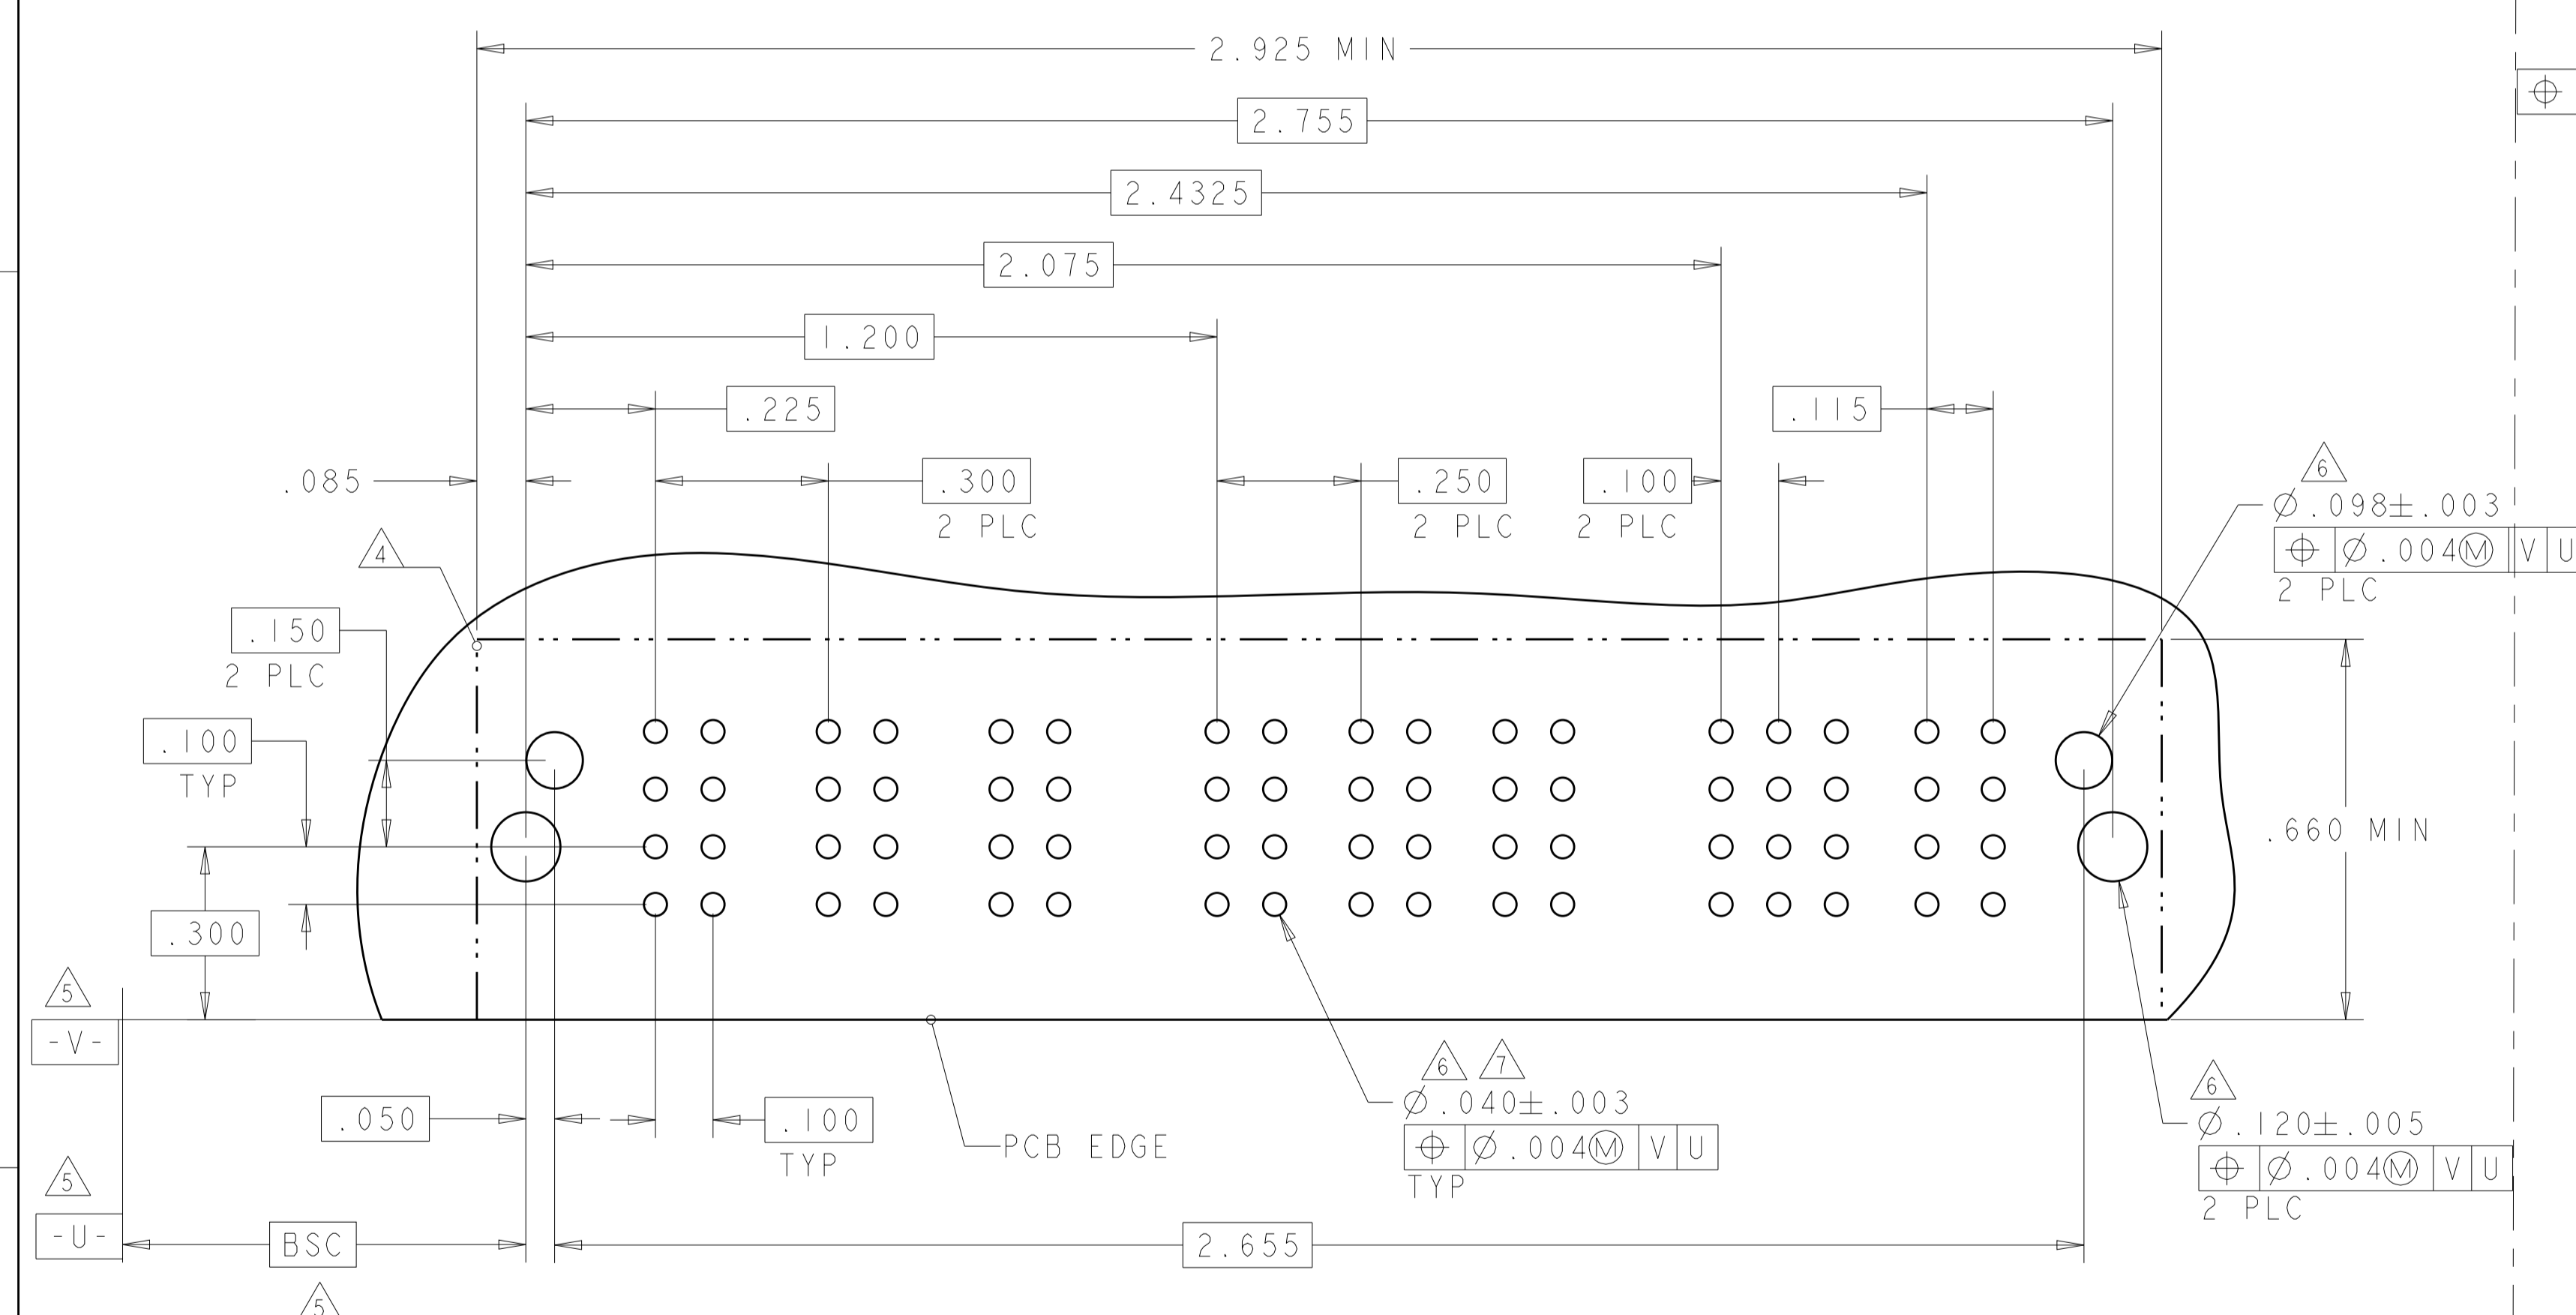 2.925 MIN
2.755
2.4325
2.075
1.200
.225
.115
.085
.300
2 PLC
.250
2 PLC
.100
2 PLC
6
⌀.098±.003
⌖ ⌀.004Ⓜ V U
2 PLC
4
.150
2 PLC
.100
TYP
.660 MIN
.300
5
-V-
6 7
⌀.040±.003
⌖ ⌀.004Ⓜ V U
TYP
6
⌀.120±.005
⌖ ⌀.004Ⓜ V U
2 PLC
.050
.100
TYP
PCB EDGE
5
-U-
BSC
2.655
5
⌖